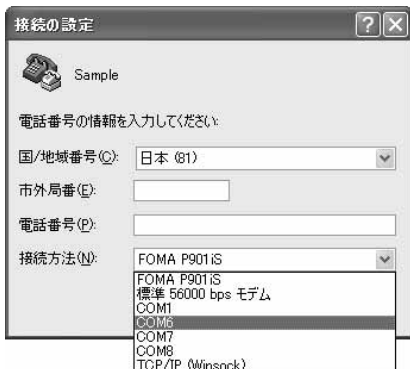 接続の設定
Sample
電話番号の情報を入力してください:
国/地域番号(C): 日本 (81)
市外局番(E):
電話番号(P):
接続方法(N): FOMA P901iS
FOMA P901iS
標準 56000 bps モデム
COM1
COM6
COM7
COM8
TCP/IP (Winsock)